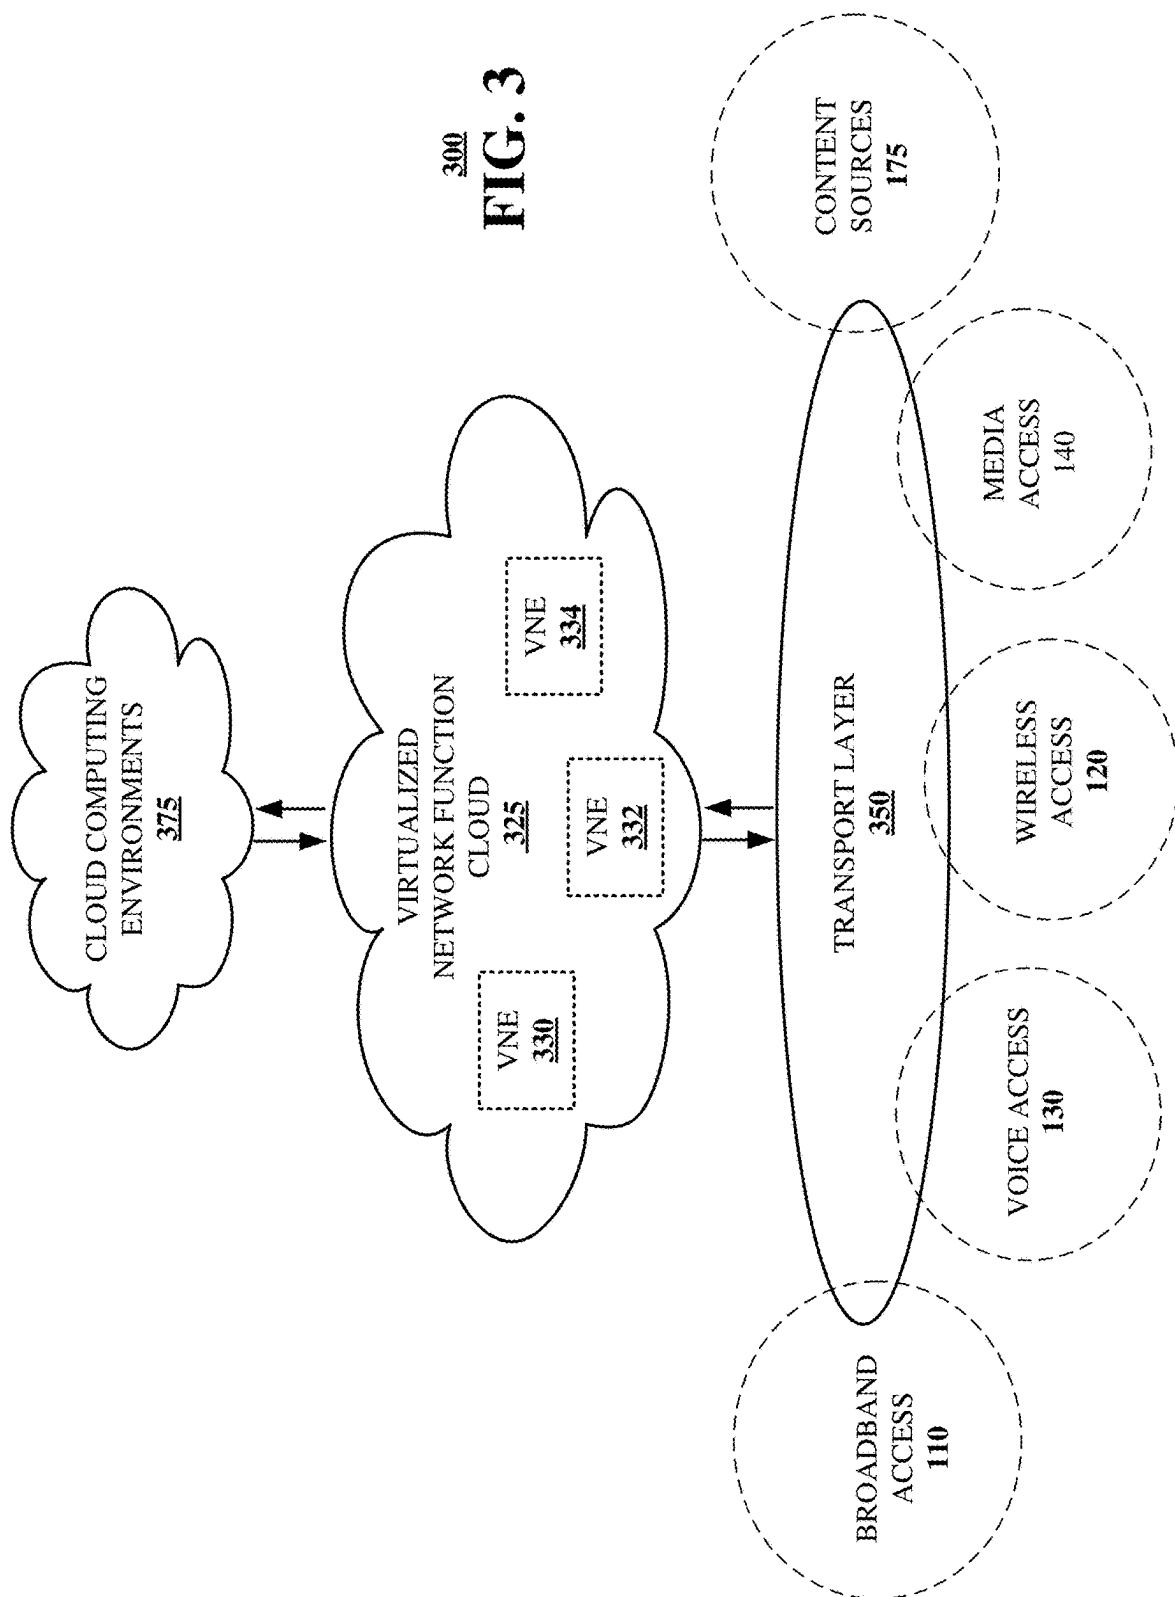 CLOUD COMPUTING
ENVIRONMENTS
375
VIRTUALIZED
NETWORK FUNCTION
CLOUD
325
VNE
330
VNE
332
VNE
334
TRANSPORT LAYER
350
BROADBAND
ACCESS
110
VOICE ACCESS
130
WIRELESS
ACCESS
120
MEDIA
ACCESS
140
CONTENT
SOURCES
175
300
FIG. 3